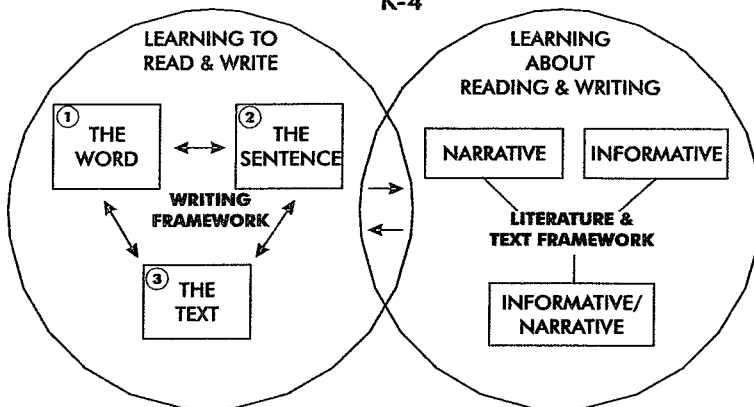 K-4
LEARNING TO
READ & WRITE
1
THE
WORD
2
THE
SENTENCE
WRITING
FRAMEWORK
3
THE
TEXT
LEARNING
ABOUT
READING & WRITING
NARRATIVE
INFORMATIVE
LITERATURE &
TEXT FRAMEWORK
INFORMATIVE/
NARRATIVE